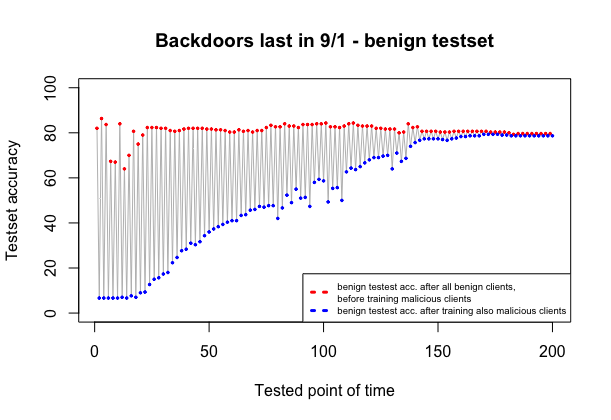 Backdoors last in 9/1 - benign testset
Testset accuracy
100
80
60
40
20
0
benign testest acc. after all benign clients,
before training malicious clients
benign testest acc. after training also malicious clients
0 50 100 150 200
Tested point of time